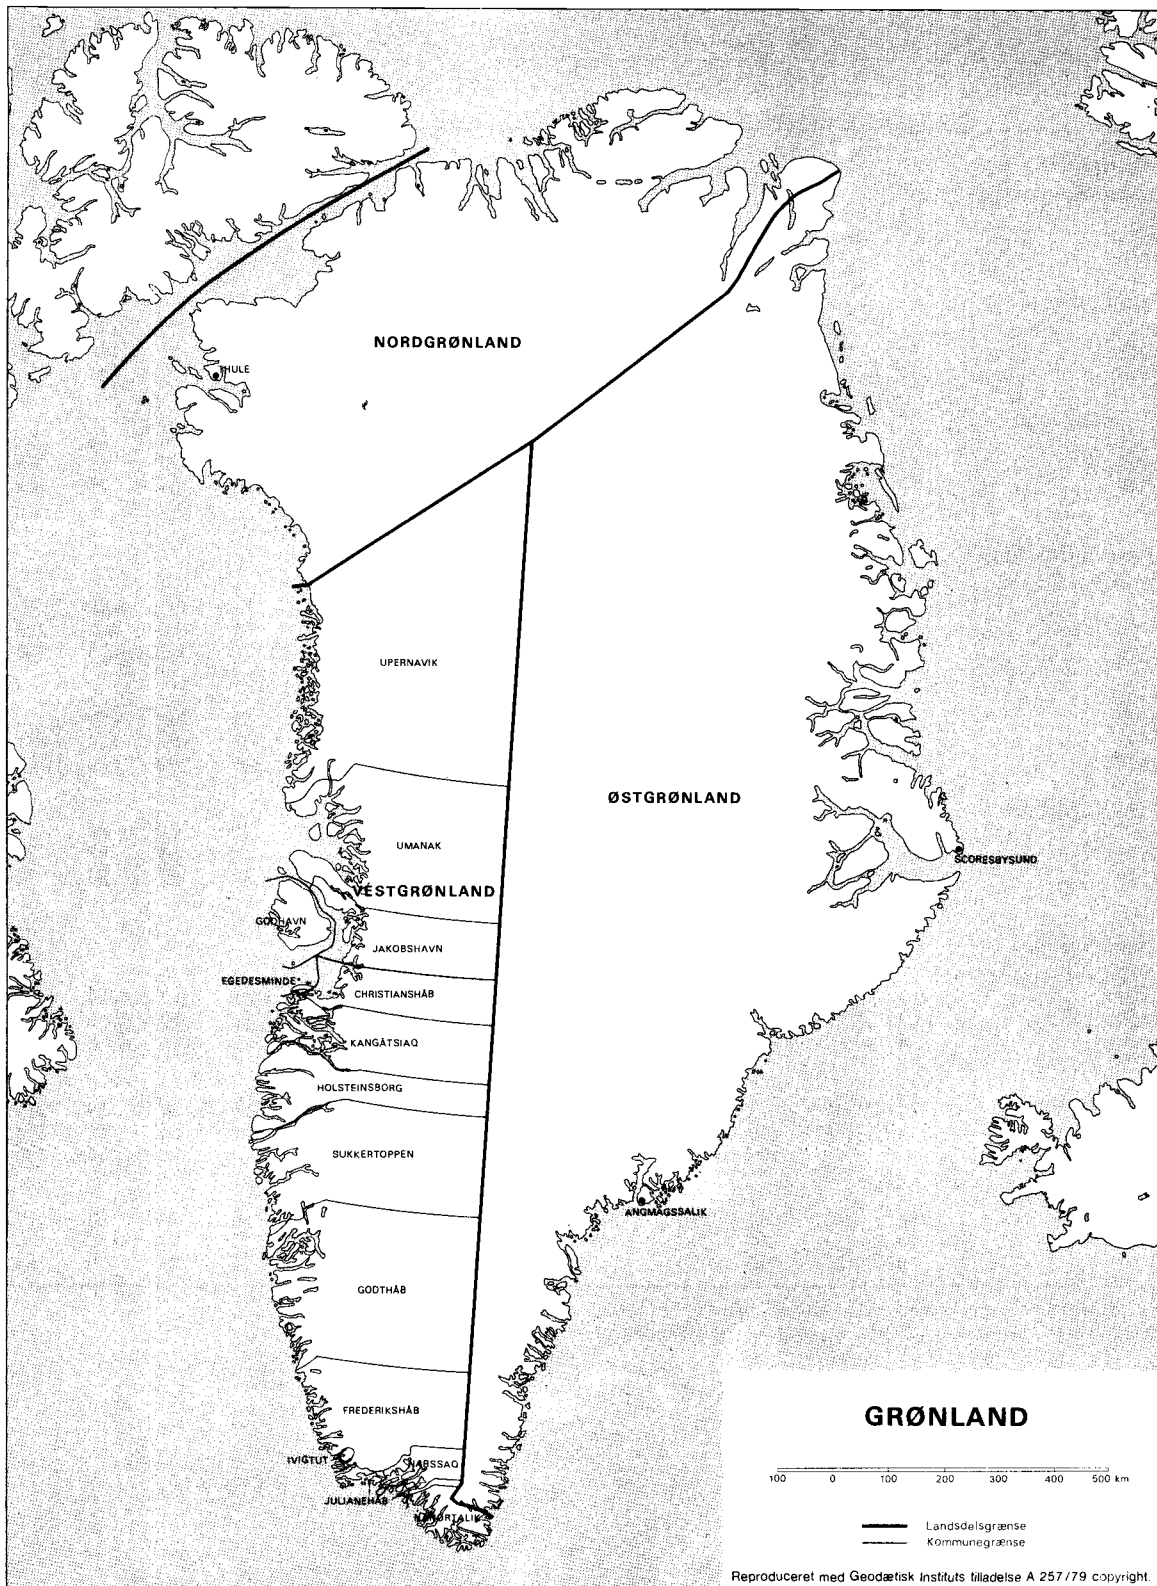 NORDGRØNLAND
THULE
UPERNAVIK
ØSTGRØNLAND
UMANAK
SCORESBYSUND
VESTGRØNLAND
GODHAVN
JAKOBSHAVN
EGEDESMINDE
CHRISTIANSHÅB
KANGÅTSIAQ
HOLSTEINSBORG
SUKKERTOPPEN
ANGMAGSSALIK
GODTHÅB
FREDERIKSHÅB
IVIGTUT
NARSSAQ
JULIANEHÅB
NANORTALIK
GRØNLAND
100 0 100 200 300 400 500 km
Landsdelsgrænse
Kommunegrænse
Reproduceret med Geodætisk Instituts tilladelse A 257/79 copyright.